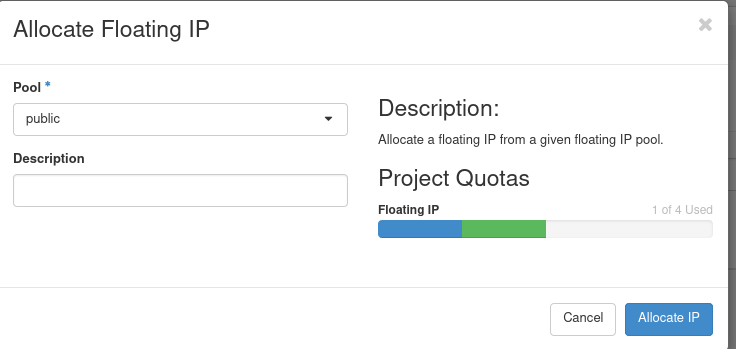 Allocate Floating IP
×
Pool *
public
Description
Description:
Allocate a floating IP from a given floating IP pool.
Project Quotas
Floating IP
1 of 4 Used
Cancel
Allocate IP